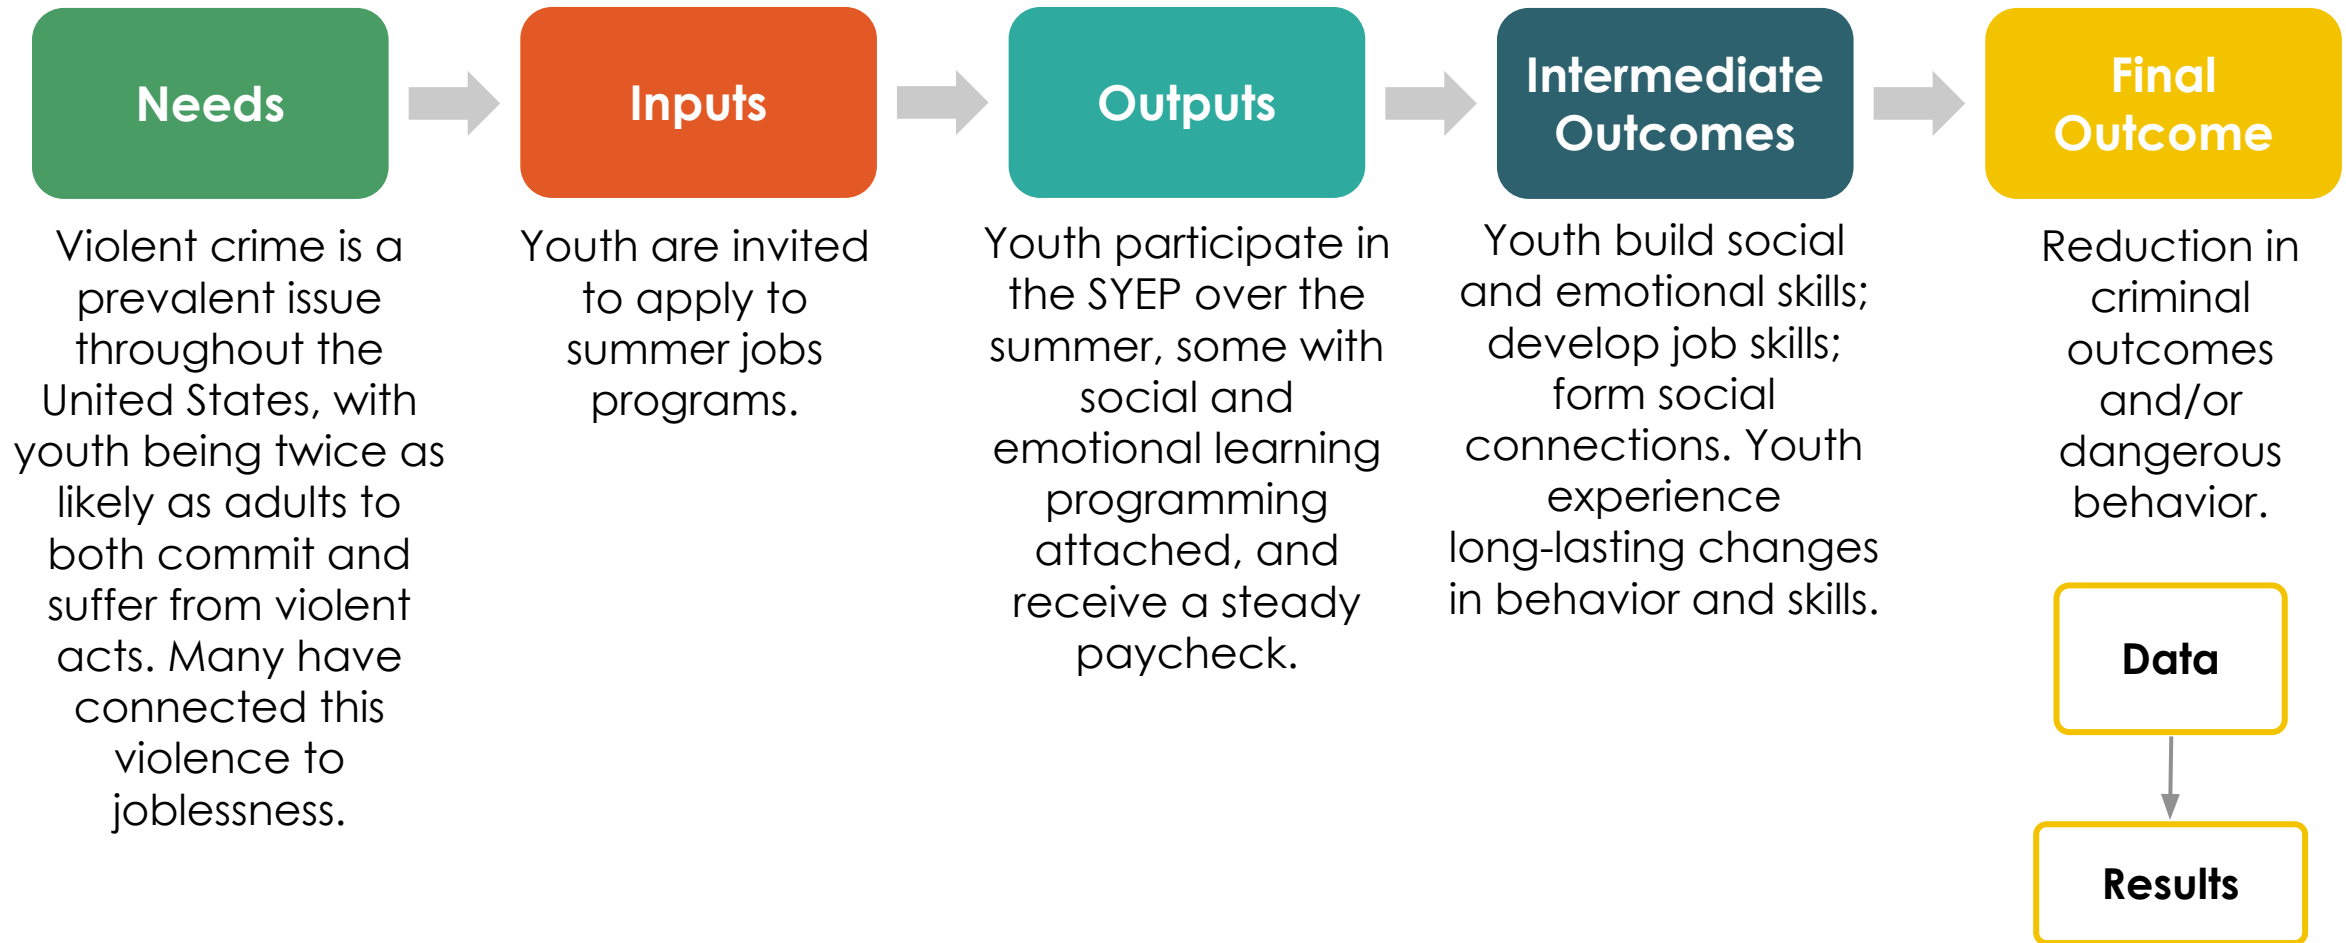 Needs
Violent crime is a
prevalent issue
throughout the
United States, with
youth being twice as
likely as adults to
both commit and
suffer from violent
acts. Many have
connected this
violence to
joblessness.
Inputs
Youth are invited
to apply to
summer jobs
programs.
Outputs
Youth participate in
the SYEP over the
summer, some with
social and
emotional learning
programming
attached, and
receive a steady
paycheck.
Intermediate
Outcomes
Youth build social
and emotional skills;
develop job skills;
form social
connections. Youth
experience
long-lasting changes
in behavior and skills.
Final
Outcome
Reduction in
criminal
outcomes
and/or
dangerous
behavior.
Data
Results